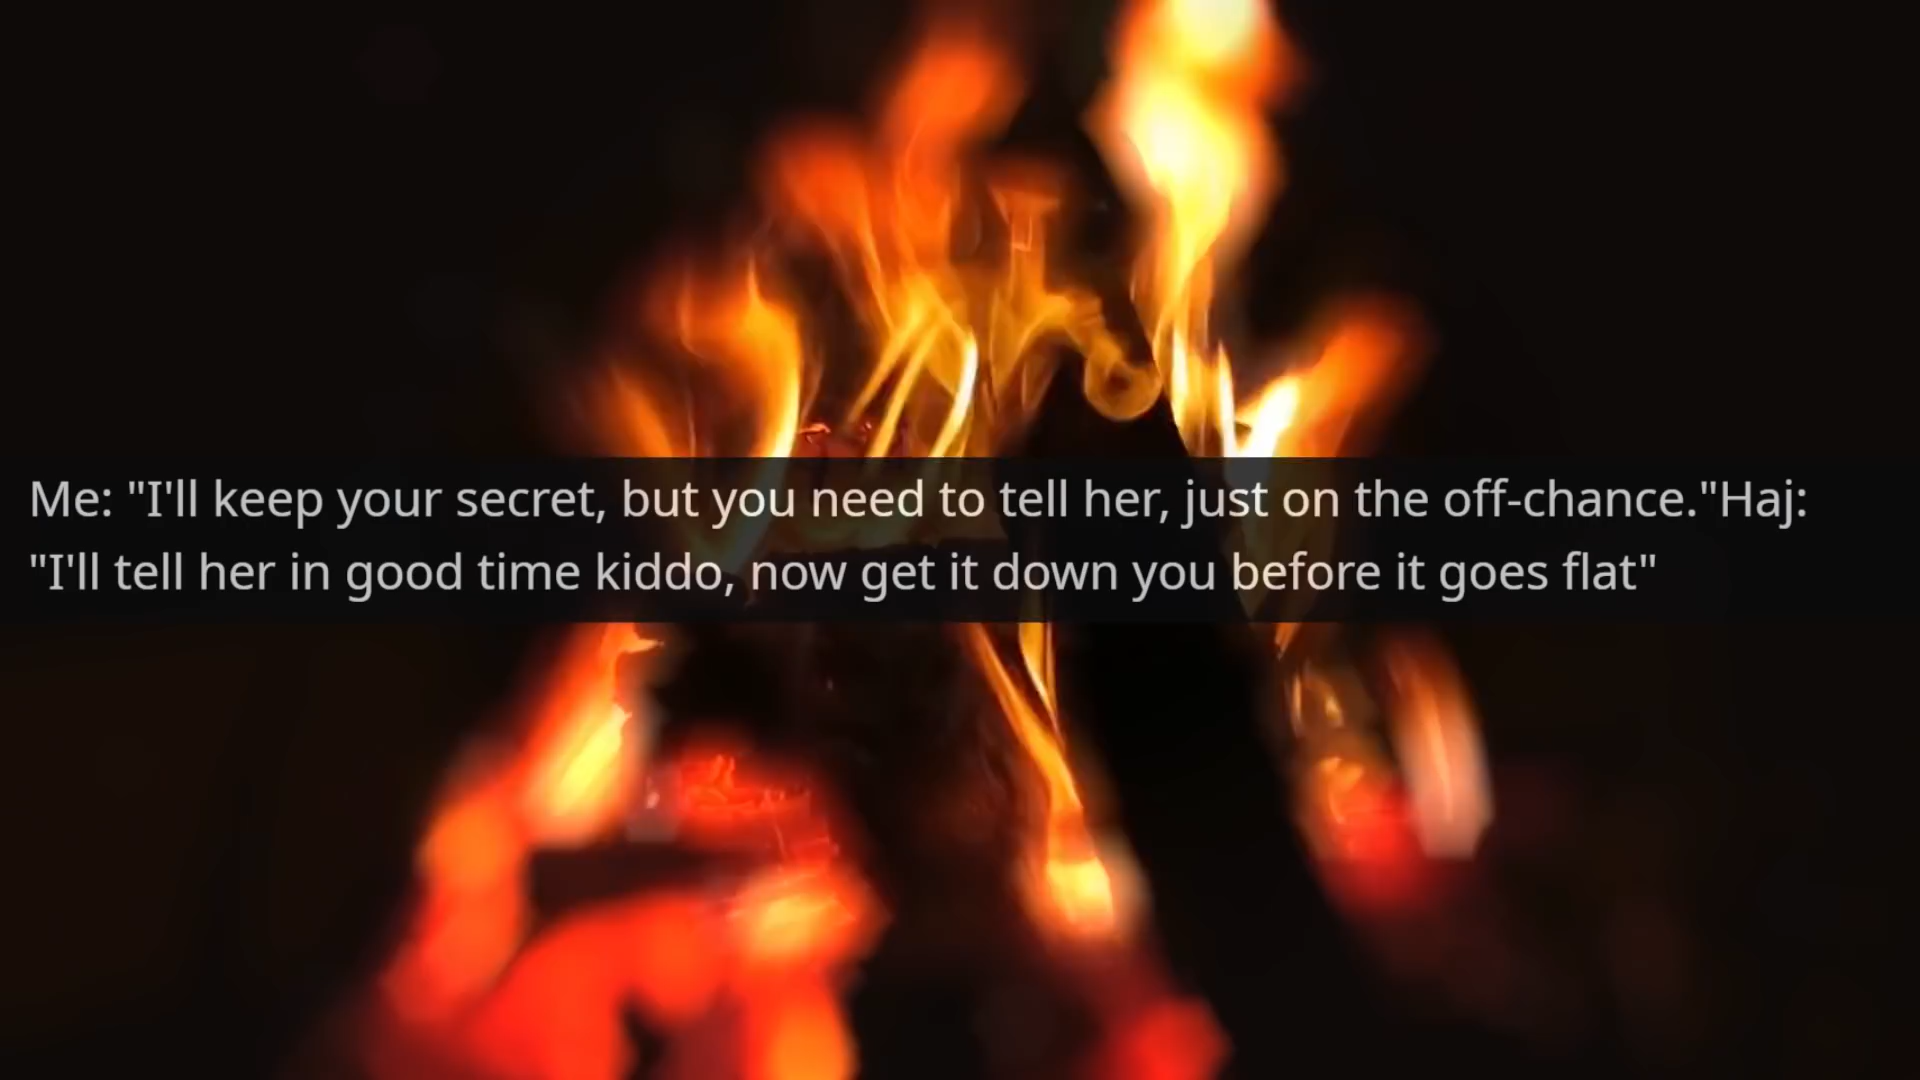 Me: "I'll keep your secret, but you need to tell her, just on the off-chance."Haj:
"I'll tell her in good time kiddo, now get it down you before it goes flat"